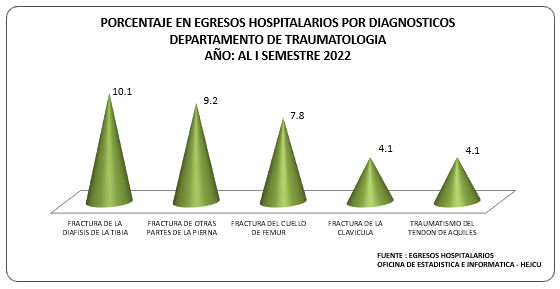 PORCENTAJE EN EGRESOS HOSPITALARIOS POR DIAGNOSTICOS
DEPARTAMENTO DE TRAUMATOLOGIA
AÑO: AL I SEMESTRE 2022
10.1
9.2
7.8
4.1
4.1
FRACTURA DE LA
DIAFISIS DE LA TIBIA
FRACTURA DE OTRAS
PARTES DE LA PIERNA
FRACTURA DEL CUELLO
DE FEMUR
FRACTURA DE LA
CLAVICULA
TRAUMATISMO DEL
TENDON DE AQUILES
FUENTE : EGRESOS HOSPITALARIOS
OFICINA DE ESTADISTICA E INFORMATICA - HEJCU